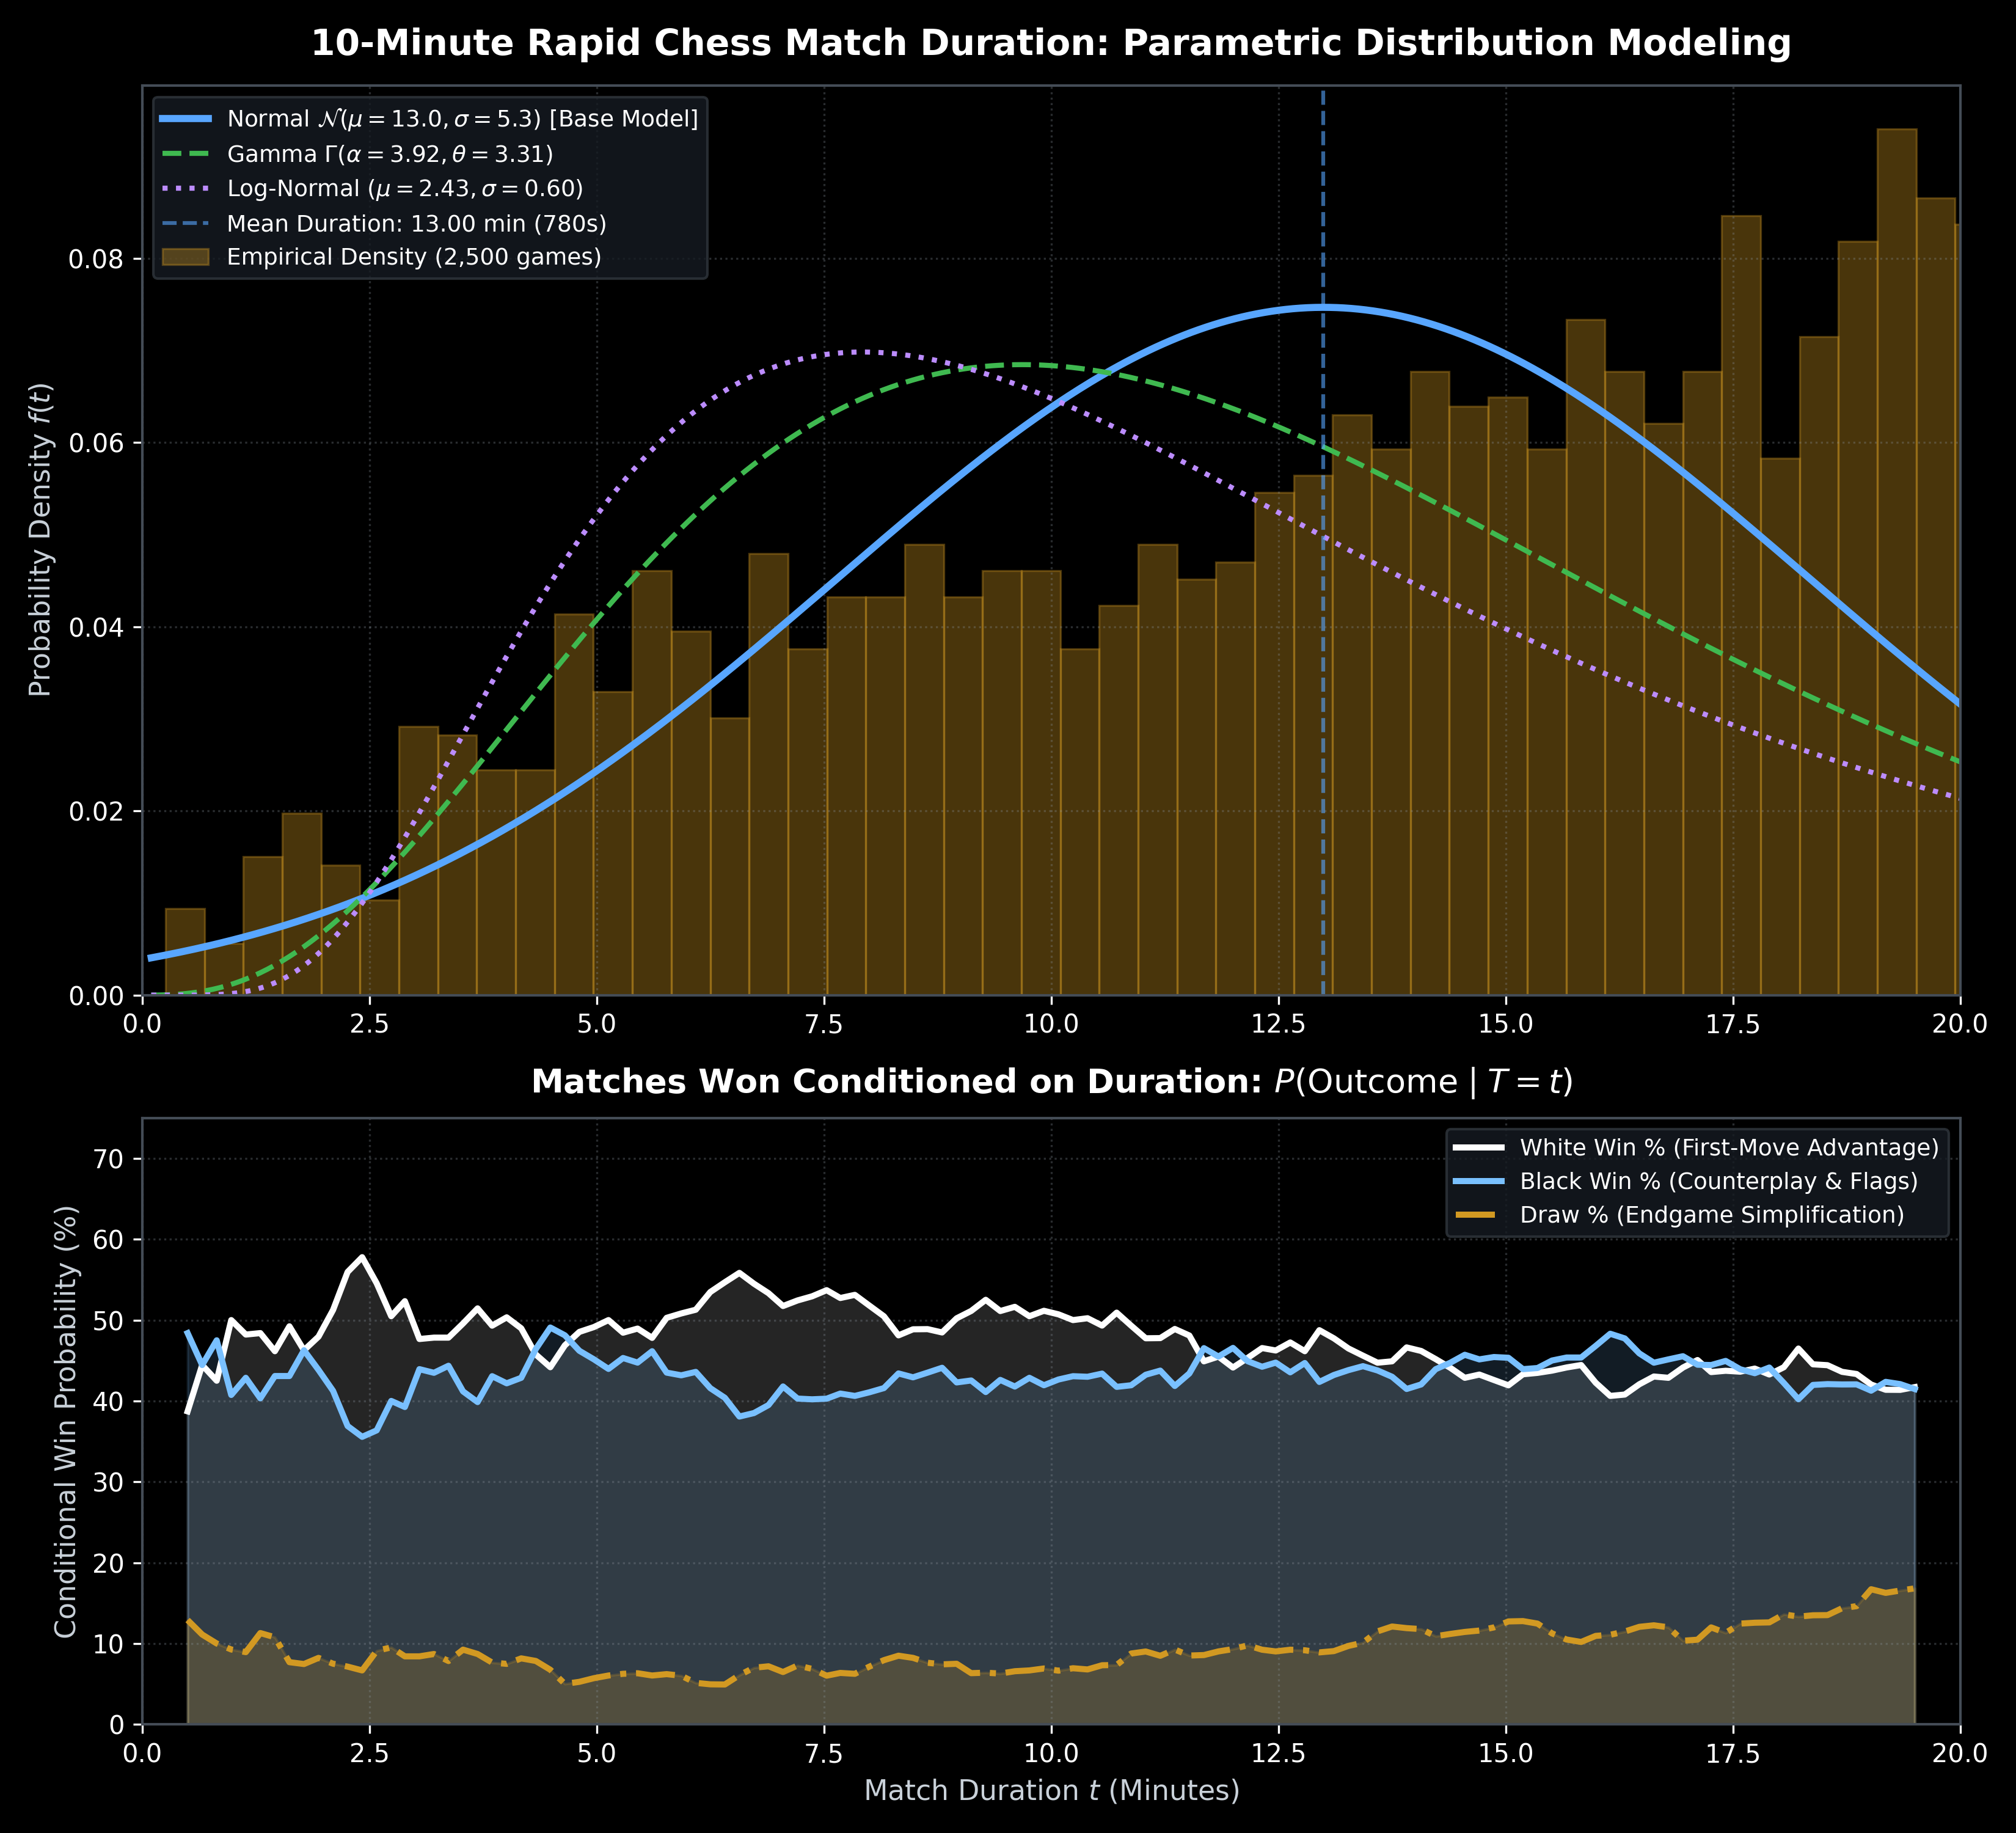 10-Minute Rapid Chess Match Duration: Parametric Distribution Modeling
Normal 𝒩(μ = 13.0, σ = 5.3) [Base Model]
Gamma Γ(α = 3.92, θ = 3.31)
Log-Normal (μ = 2.43, σ = 0.60)
Mean Duration: 13.00 min (780s)
Empirical Density (2,500 games)
Probability Density f(t)
0.08
0.06
0.04
0.02
0.00
0.0 2.5 5.0 7.5 10.0 12.5 15.0 17.5 20.0
Matches Won Conditioned on Duration: P(Outcome | T = t)
White Win % (First-Move Advantage)
Black Win % (Counterplay & Flags)
Draw % (Endgame Simplification)
Conditional Win Probability (%)
70
60
50
40
30
20
10
0
0.0 2.5 5.0 7.5 10.0 12.5 15.0 17.5 20.0
Match Duration t (Minutes)